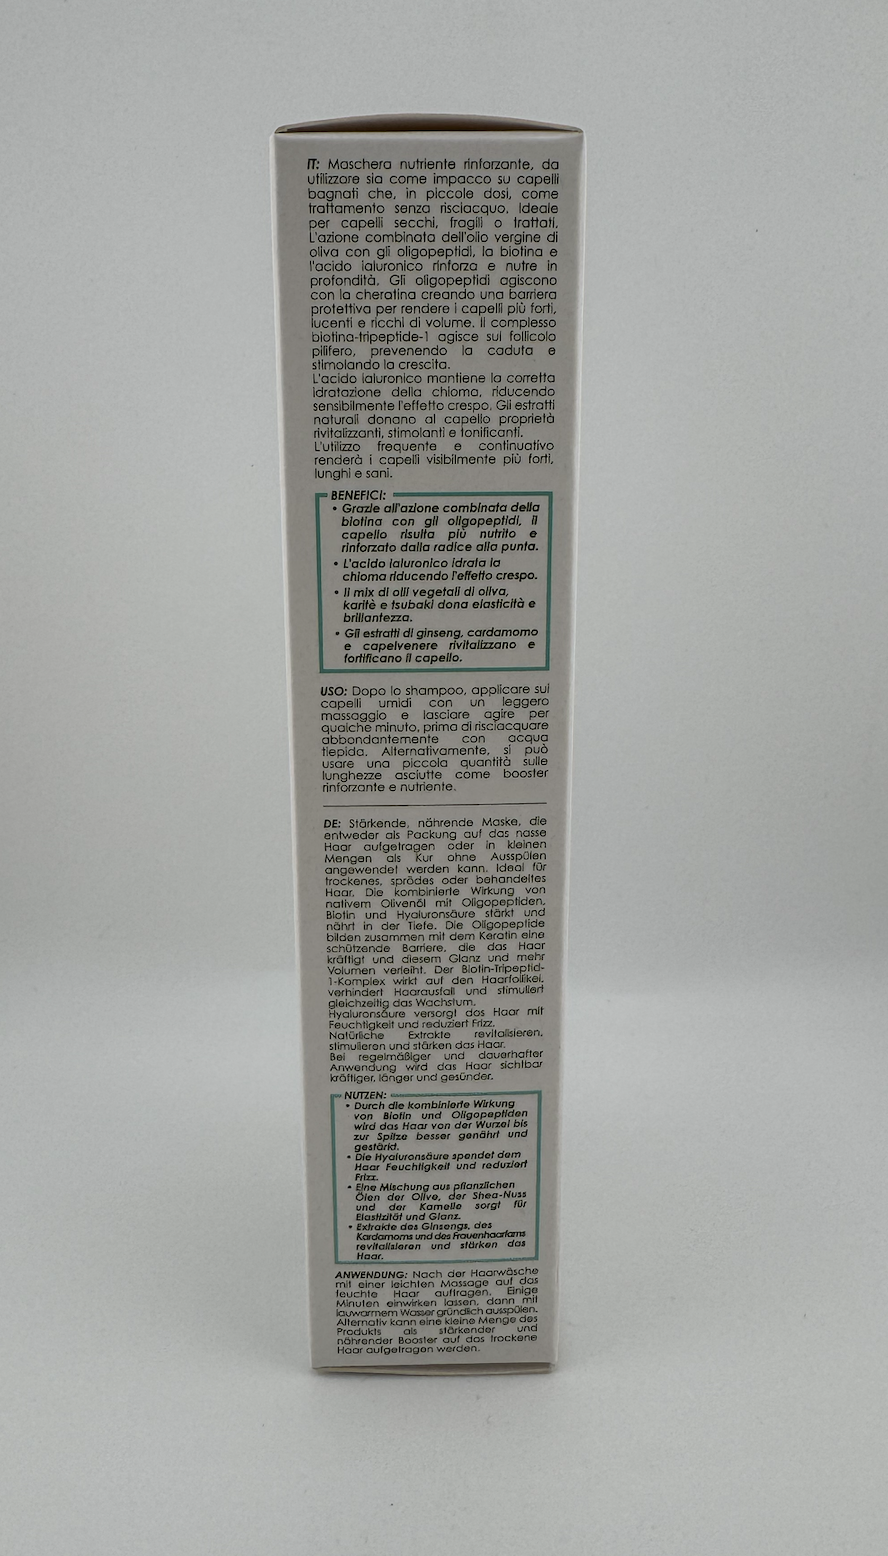 IT: Maschera nutriente rinforzante, da
utilizzare sia come impacco su capelli
bagnati che, in piccole dosi, come
trattamento senza risciacquo. Ideale
per capelli secchi, fragili o trattati.
L'azione combinata dell'olio vergine di
oliva con gli oligopeptidi, la biotina e
l'acido ialuronico rinforza e nutre in
profondità. Gli oligopeptidi agiscono
con la cheratina creando una barriera
protettiva per rendere i capelli più forti,
lucenti e ricchi di volume. Il complesso
biotina-tripeptide-1 agisce sul follicolo
pilifero, prevenendo la caduta e
stimolando la crescita.
L'acido ialuronico mantiene la corretta
idratazione della chioma, riducendo
sensibilmente l'effetto crespo. Gli estratti
naturali donano al capello proprietà
rivitalizzanti, stimolanti e tonificanti.
L'utilizzo frequente e continuativo
renderà i capelli visibilmente più forti,
lunghi e sani.
BENEFICI:
• Grazie all'azione combinata della
biotina con gli oligopeptidi, il
capello risulta più nutrito e
rinforzato dalla radice alla punta.
• L'acido ialuronico idrata la
chioma riducendo l'effetto crespo.
• Il mix di olii vegetali di oliva,
karitè e tsubaki dona elasticità e
brillantezza.
• Gli estratti di ginseng, cardamomo
e capelvenere rivitalizzano e
fortificano il capello.
USO: Dopo lo shampoo, applicare sui
capelli umidi con un leggero
massaggio e lasciare agire per
qualche minuto, prima di risciacquare
abbondantemente con acqua
tiepida. Alternativamente, si può
usare una piccola quantità sulle
lunghezze asciutte come booster
rinforzante e nutriente.
DE: Stärkende, nährende Maske, die
entweder als Packung auf das nasse
Haar aufgetragen oder in kleinen
Mengen als Kur ohne Ausspülen
angewendet werden kann. Ideal für
trockenes, sprödes oder behandeltes
Haar. Die kombinierte Wirkung von
nativem Olivenöl mit Oligopeptiden,
Biotin und Hyaluronsäure stärkt und
nährt in der Tiefe. Die Oligopeptide
bilden zusammen mit dem Keratin eine
schützende Barriere, die das Haar
kräftigt und diesem Glanz und mehr
Volumen verleiht. Der Biotin-Tripeptid-
1-Komplex wirkt auf den Haarfollikel,
verhindert Haarausfall und stimuliert
gleichzeitig das Wachstum.
Hyaluronsäure versorgt das Haar mit
Feuchtigkeit und reduziert Frizz.
Natürliche Extrakte revitalisieren,
stimulieren und stärken das Haar.
Bei regelmäßiger und dauerhafter
Anwendung wird das Haar sichtbar
kräftiger, länger und gesünder.
NUTZEN:
• Durch die kombinierte Wirkung
von Biotin und Oligopeptiden
wird das Haar von der Wurzel bis
zur Spitze besser genährt und
gestärkt.
• Die Hyaluronsäure spendet dem
Haar Feuchtigkeit und reduziert
Frizz.
• Eine Mischung aus pflanzlichen
Ölen der Olive, der Shea-Nuss
und der Kamelie sorgt für
Elastizität und Glanz.
• Extrakte des Ginsengs, des
Kardamoms und des Frauenhaarfarns
revitalisieren und stärken das
Haar.
ANWENDUNG: Nach der Haarwäsche
mit einer leichten Massage auf das
feuchte Haar auftragen. Einige
Minuten einwirken lassen, dann mit
lauwarmem Wasser gründlich ausspülen.
Alternativ kann eine kleine Menge des
Produkts als stärkender und
nährender Booster auf das trockene
Haar aufgetragen werden.